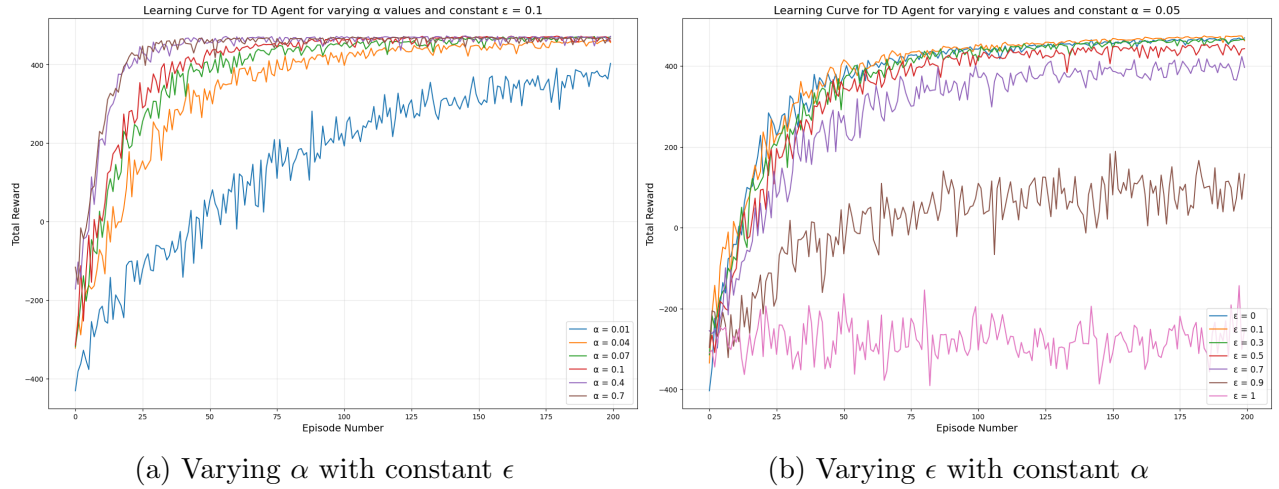 Learning Curve for TD Agent for varying α values and constant ε = 0.1
Total Reward
400
200
0
−200
−400
0
25
50
75
100
125
150
175
200
Episode Number
α = 0.01
α = 0.04
α = 0.07
α = 0.1
α = 0.4
α = 0.7
(a) Varying α with constant ϵ
Learning Curve for TD Agent for varying ε values and constant α = 0.05
Total Reward
400
200
0
−200
−400
0
25
50
75
100
125
150
175
200
Episode Number
ε = 0
ε = 0.1
ε = 0.3
ε = 0.5
ε = 0.7
ε = 0.9
ε = 1
(b) Varying ϵ with constant α